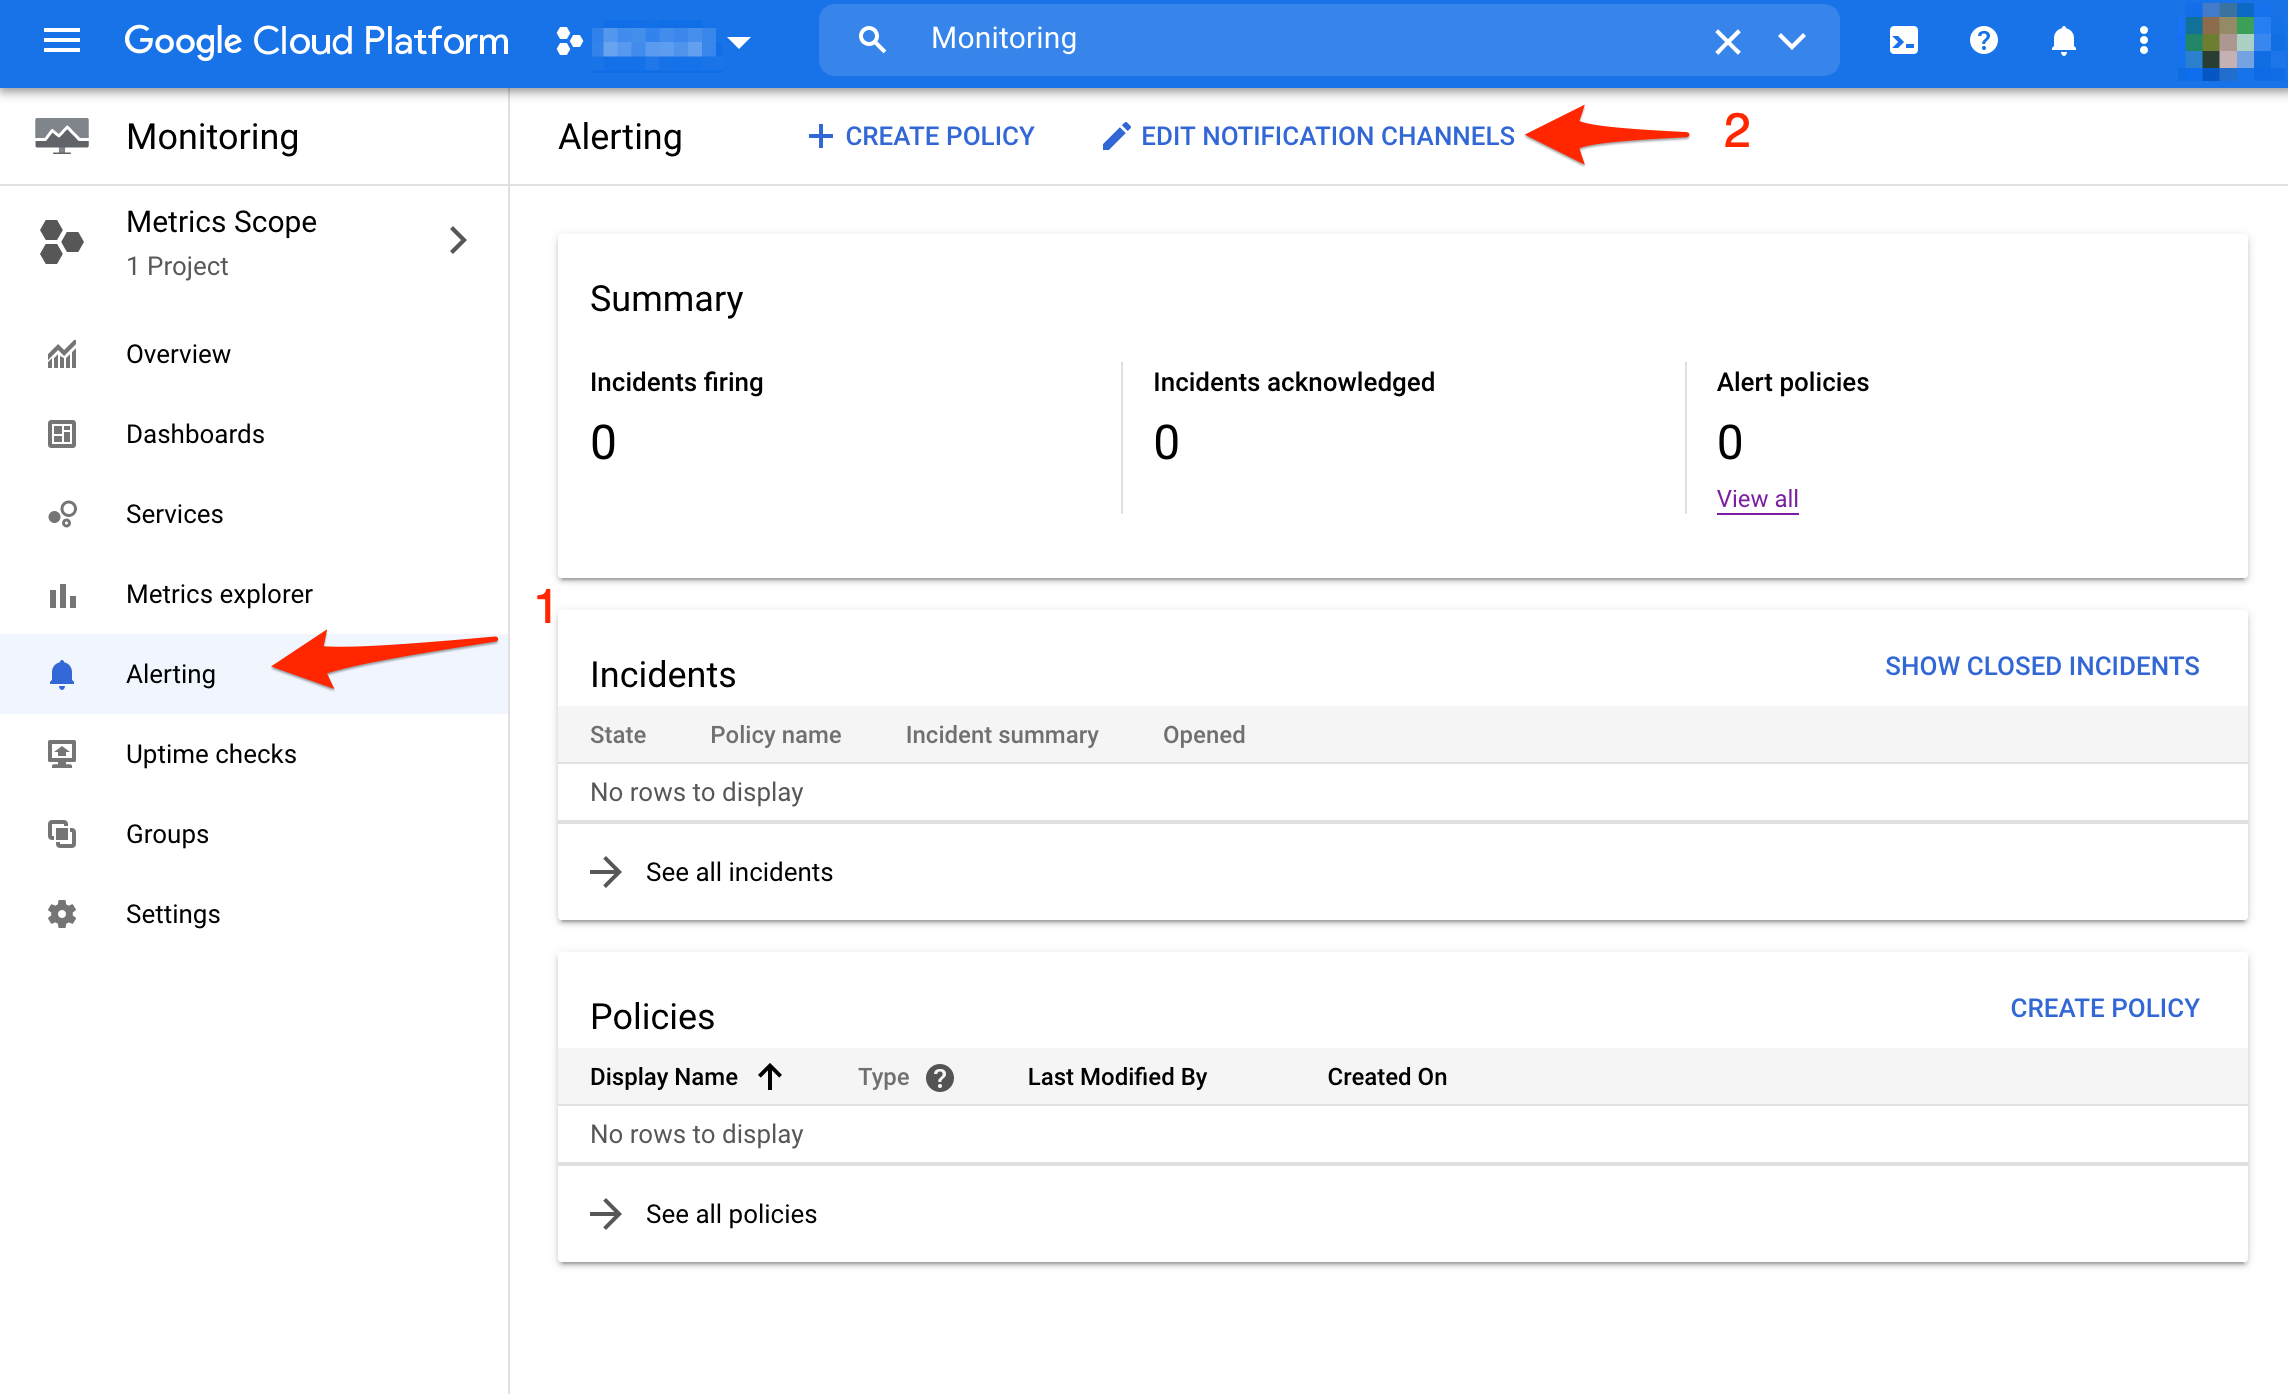 Google Cloud Platform
Monitoring
Monitoring
Alerting
CREATE POLICY
EDIT NOTIFICATION CHANNELS
2
Metrics Scope
1 Project
Overview
Dashboards
Services
Metrics explorer
Alerting
Uptime checks
Groups
Settings
Summary
Incidents firing
0
Incidents acknowledged
0
Alert policies
0
View all
1
Incidents
SHOW CLOSED INCIDENTS
State Policy name Incident summary Opened
No rows to display
See all incidents
Policies
CREATE POLICY
Display Name Type ? Last Modified By Created On
No rows to display
See all policies